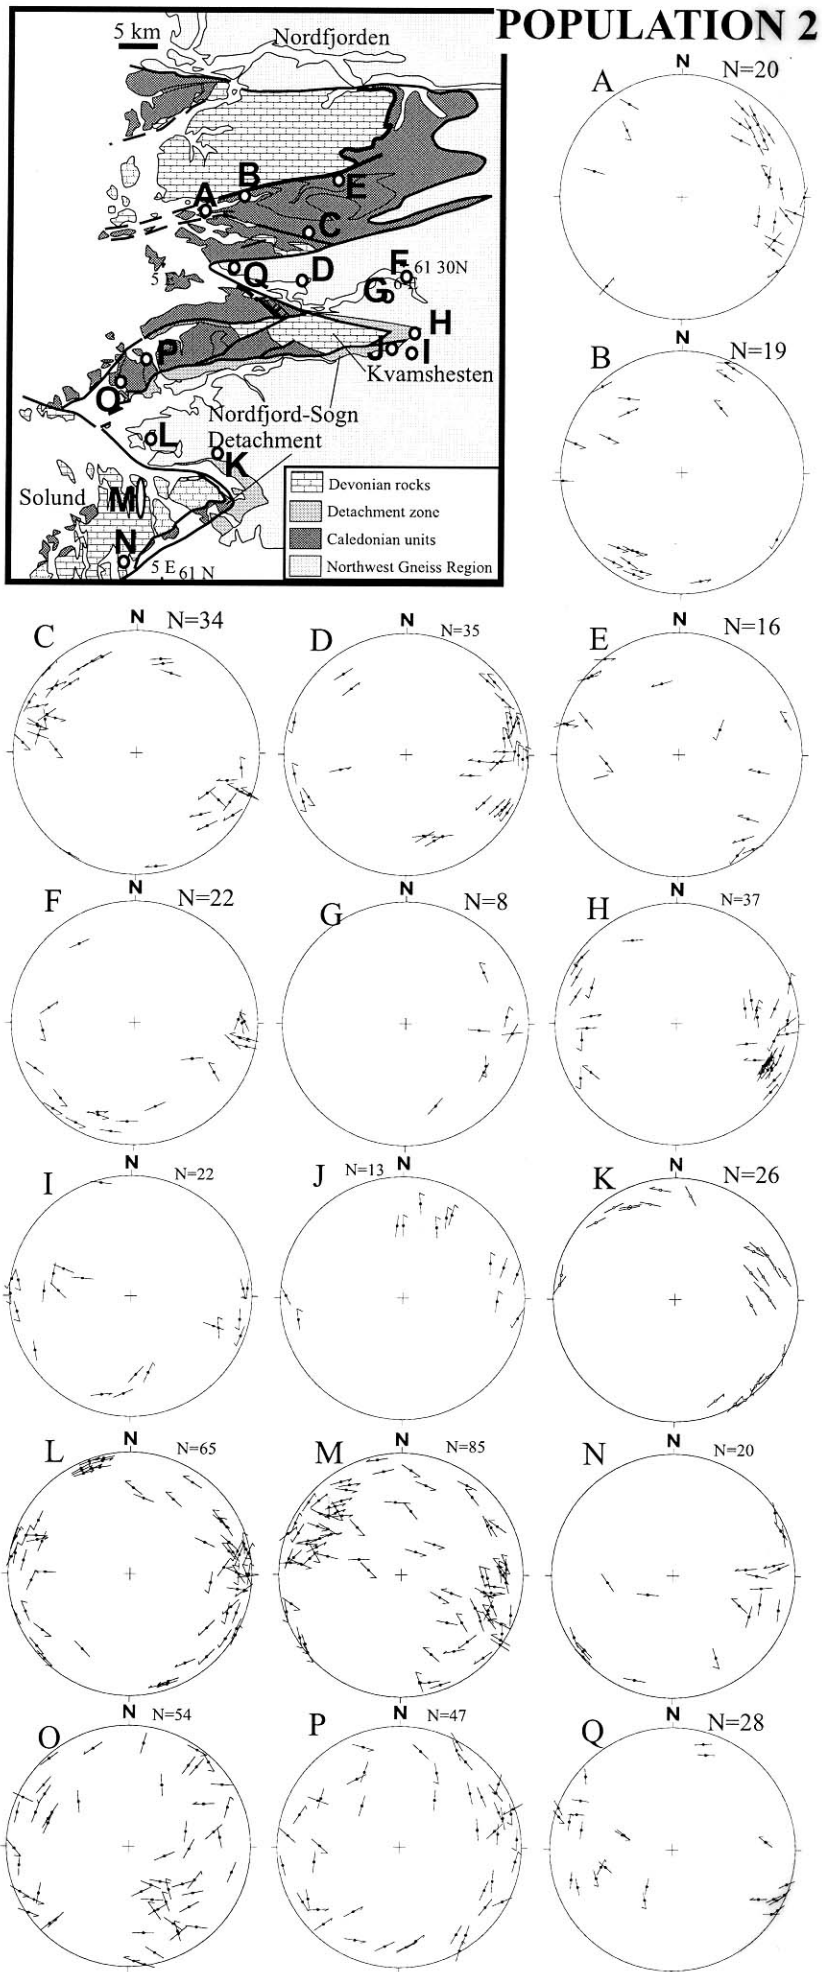 POPULATION 2
5 km
Nordfjorden
B
A
E
C
5 E
Q
D
F
61 30N
G
6 E
H
P
J
I
Kvamshesten
O
Nordfjord-Sogn
Detachment
L
K
Solund
M
N
5 E 61 N
Devonian rocks
Detachment zone
Caledonian units
Northwest Gneiss Region
A
N
N=20
B
N
N=19
C
N
N=34
D
N
N=35
E
N
N=16
F
N
N=22
G
N
N=8
H
N
N=37
I
N
N=22
J
N=13
N
K
N
N=26
L
N
N=65
M
N
N=85
N
N
N=20
O
N
N=54
P
N
N=47
Q
N
N=28